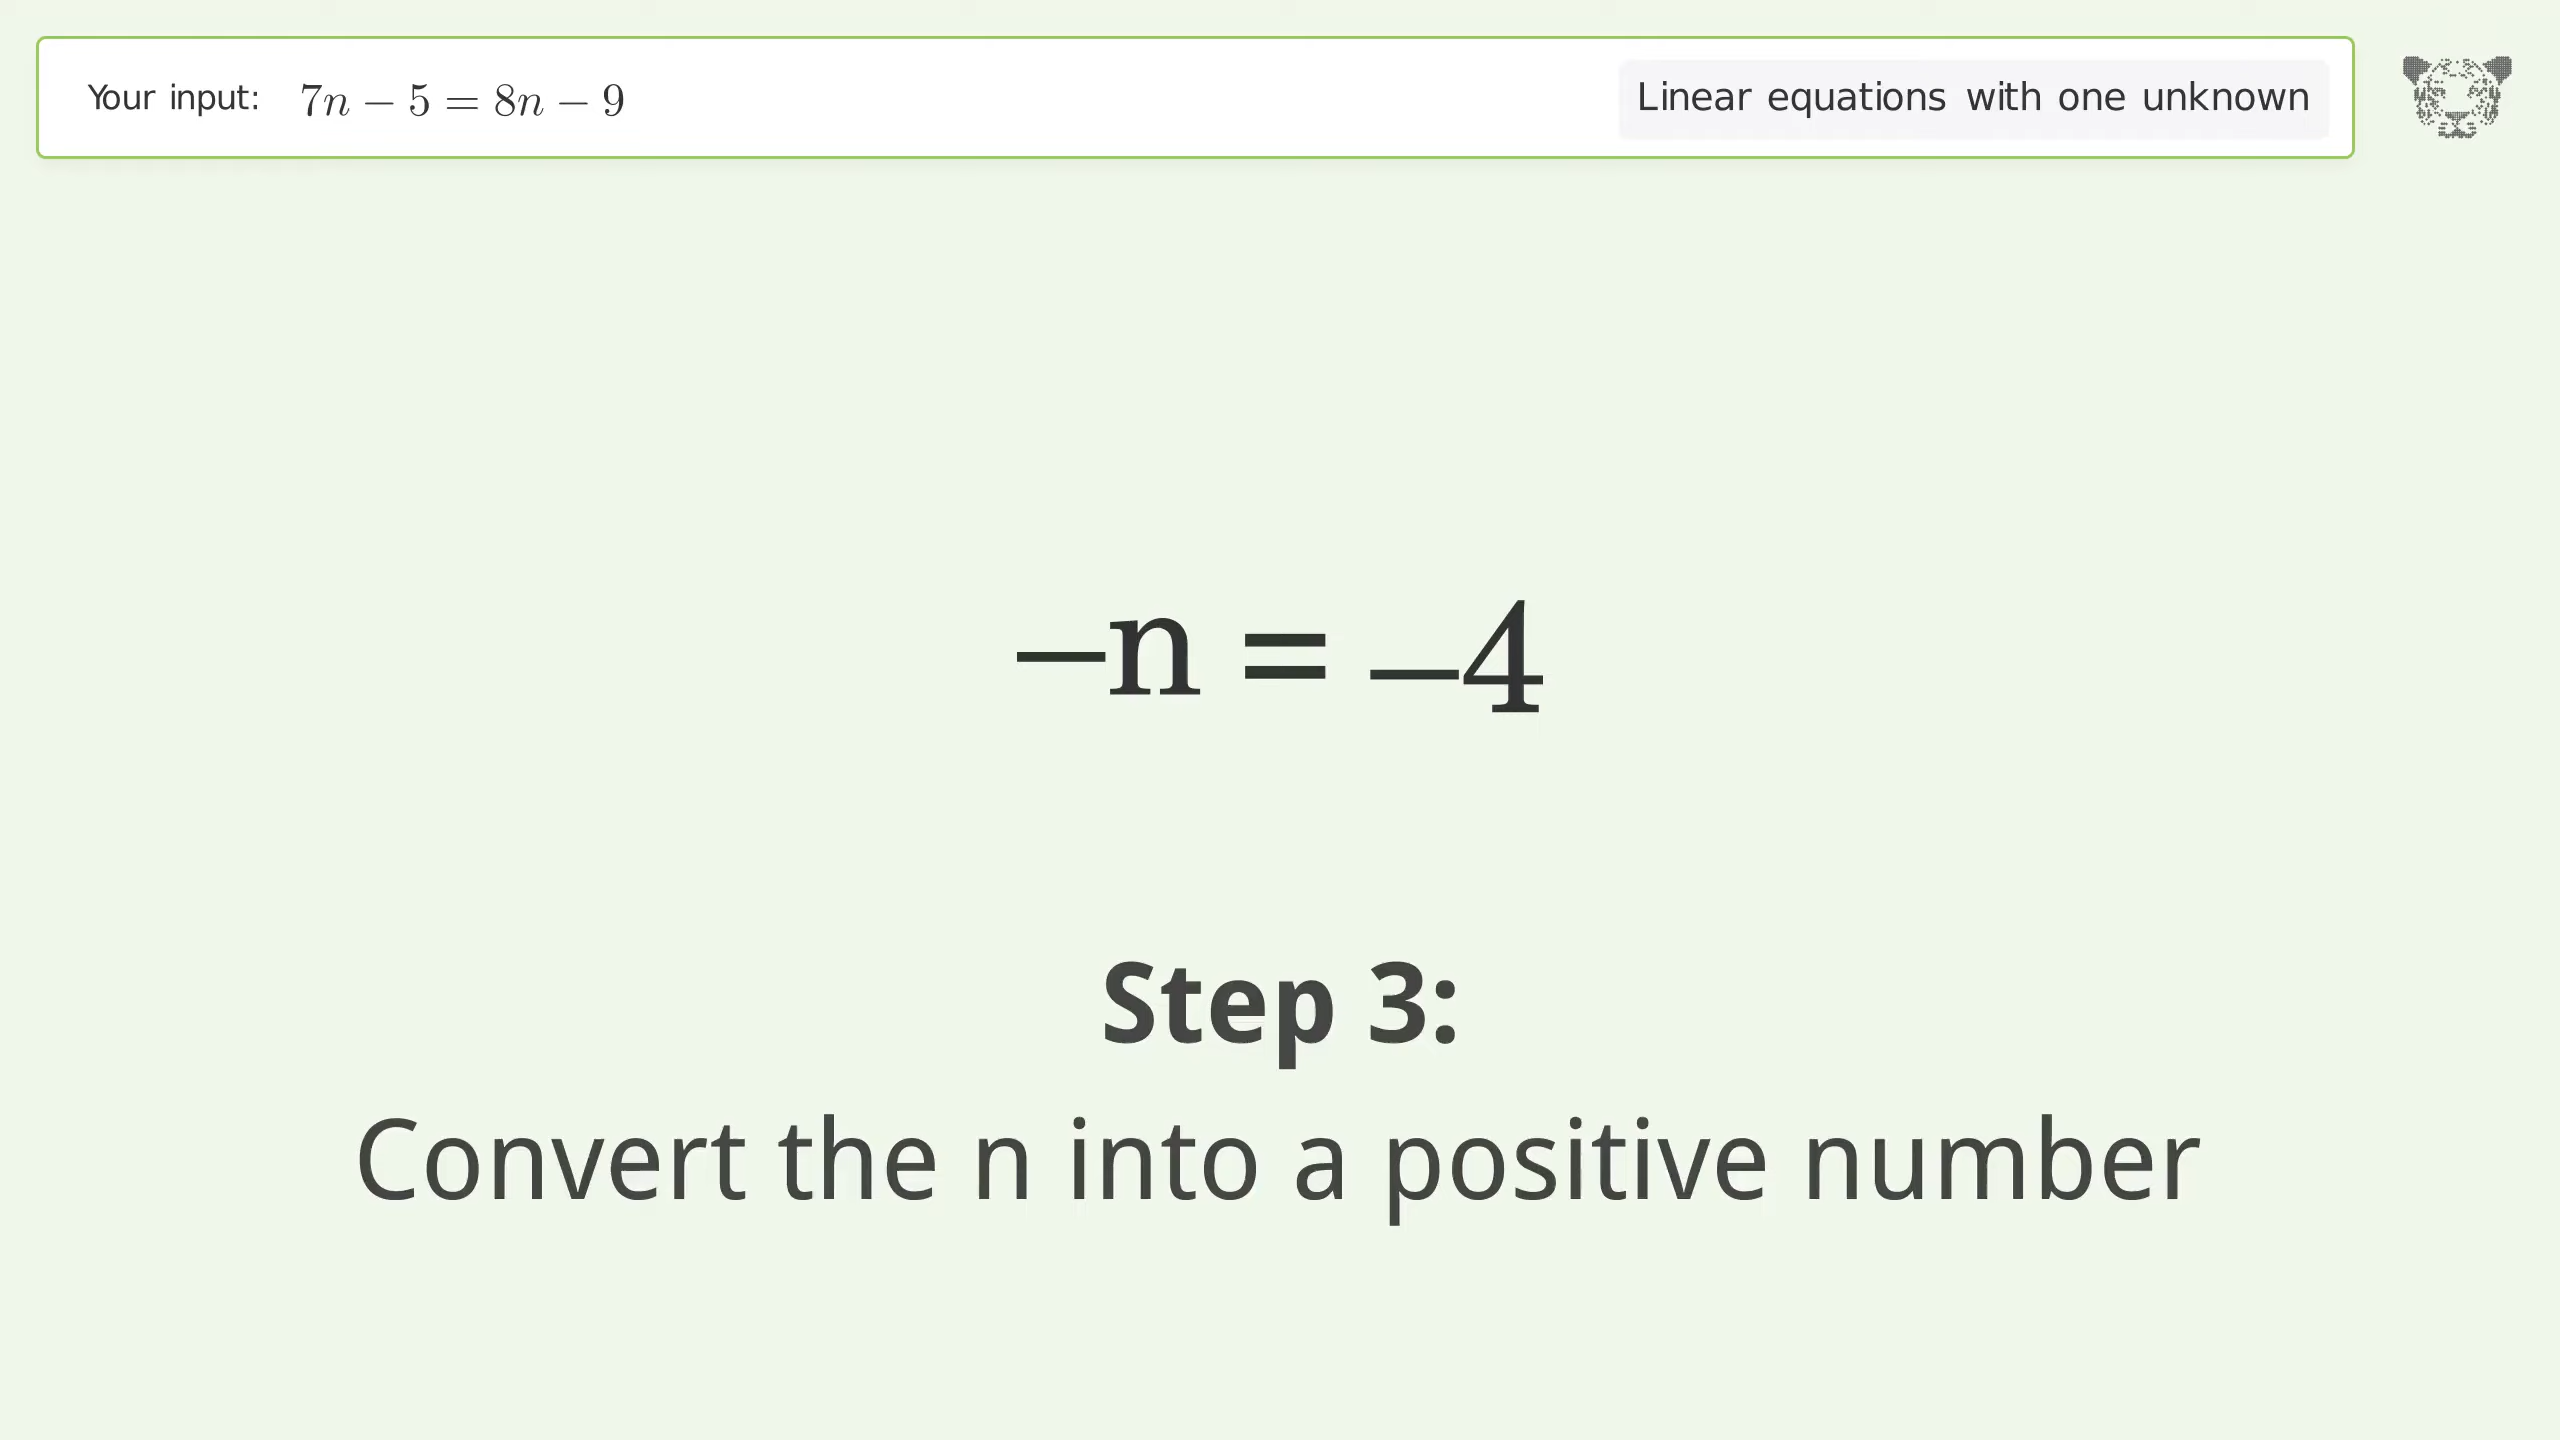 Your input: 7n − 5 = 8n − 9
Linear equations with one unknown
−n = −4
Step 3:
Convert the n into a positive number